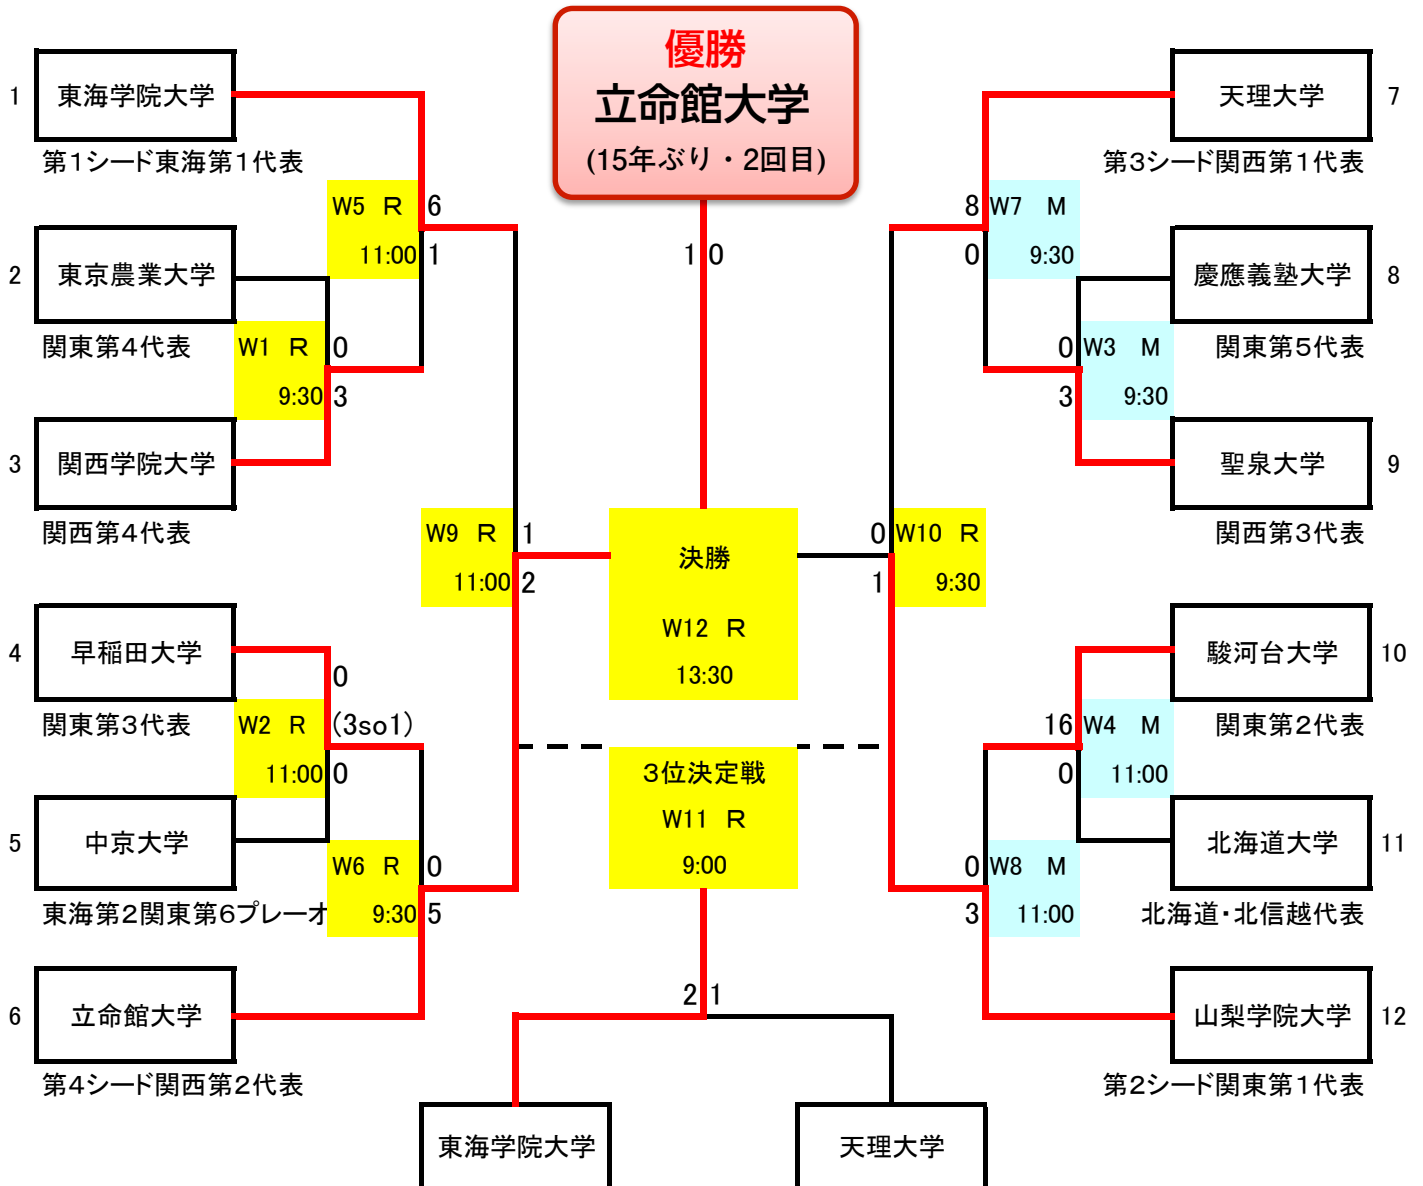 優勝
立命館大学
(15年ぶり・2回目)
1 0
1 東海学院大学
第1シード東海第1代表
W5 R 6
11:00 1
2 東京農業大学
関東第4代表
W1 R 0
9:30 3
3 関西学院大学
関西第4代表
W9 R 1
11:00 2
4 早稲田大学
関東第3代表
0
W2 R (3so1)
11:00 0
5 中京大学
東海第2関東第6プレーオ
W6 R 0
9:30 5
6 立命館大学
第4シード関西第2代表
決勝
W12 R
13:30
3位決定戦
W11 R
9:00
2 1
東海学院大学
天理大学
天理大学 7
第3シード関西第1代表
8 W7 M
0 9:30
慶應義塾大学 8
関東第5代表
0 W3 M
3 9:30
聖泉大学 9
関西第3代表
0 W10 R
1 9:30
駿河台大学 10
関東第2代表
16 W4 M
0 11:00
北海道大学 11
北海道・北信越代表
0 W8 M
3 11:00
山梨学院大学 12
第2シード関東第1代表